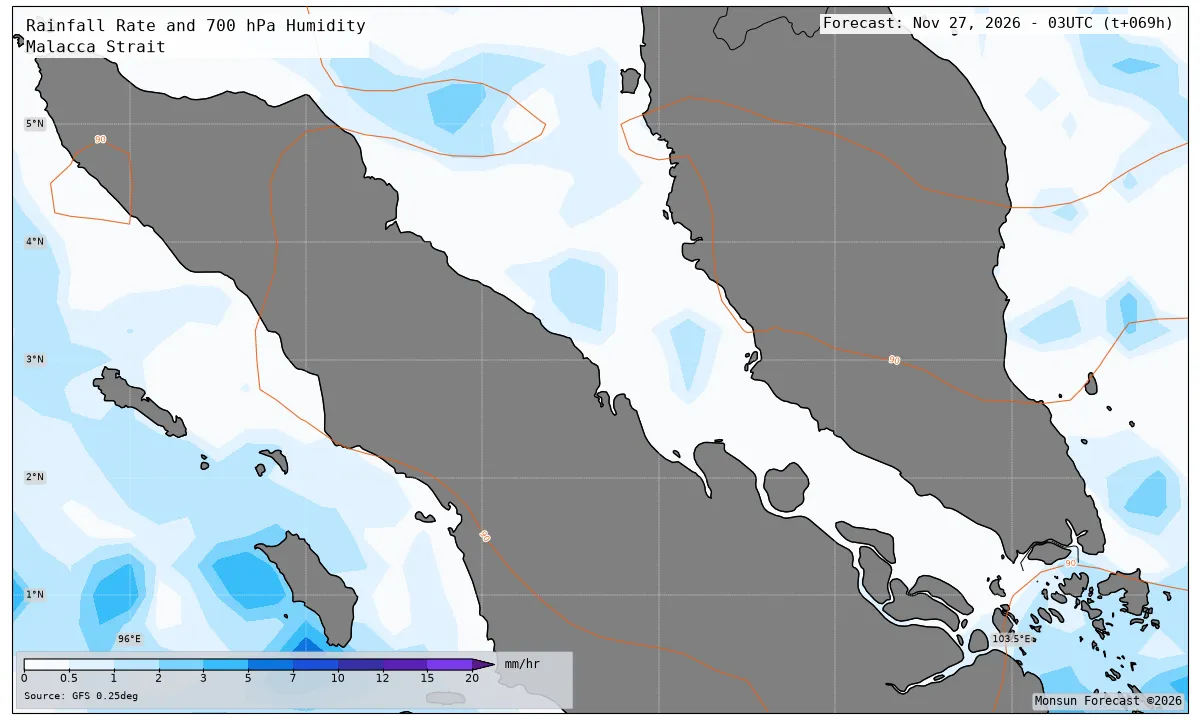 Rainfall Rate and 700 hPa Humidity
Malacca Strait
Forecast: Nov 27, 2026 - 03UTC (t+069h)
5°N
4°N
3°N
2°N
1°N
90
90
90
90
96°E
103.5°E
0 0.5 1 2 3 5 7 10 12 15 20
mm/hr
Source: GFS 0.25deg
Monsun Forecast ©2026